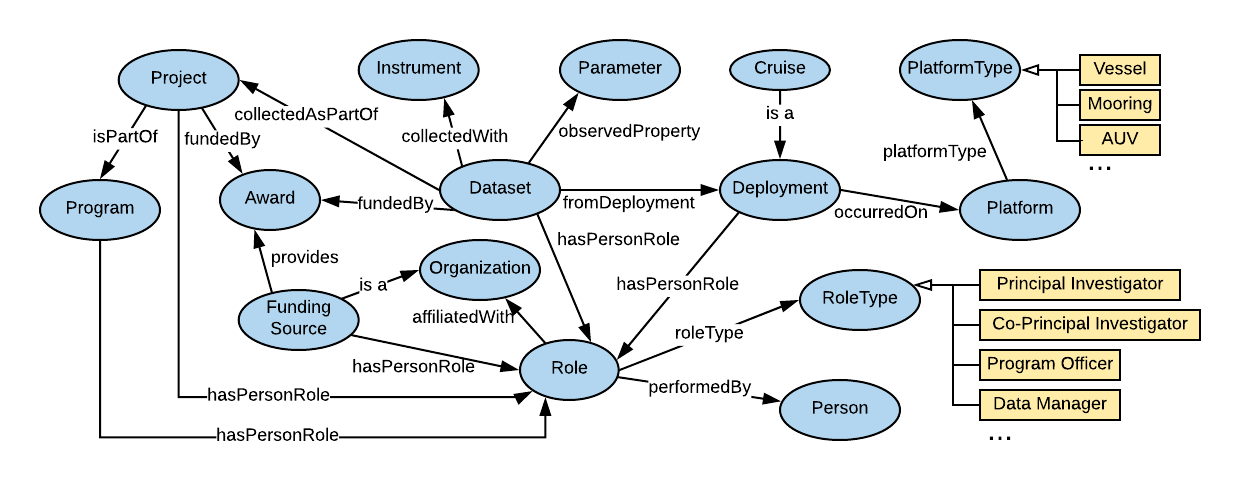 Project
Instrument
Parameter
Cruise
PlatformType
Vessel
Mooring
AUV
...
collectedAsPartOf
is a
isPartOf
fundedBy
collectedWith
observedProperty
platformType
Program
Award
Dataset
Deployment
Platform
fundedBy
fromDeployment
occurredOn
hasPersonRole
provides
Organization
is a
hasPersonRole
RoleType
Principal Investigator
Co-Principal Investigator
Program Officer
Data Manager
...
Funding
Source
affiliatedWith
roleType
hasPersonRole
Role
performedBy
Person
hasPersonRole
hasPersonRole